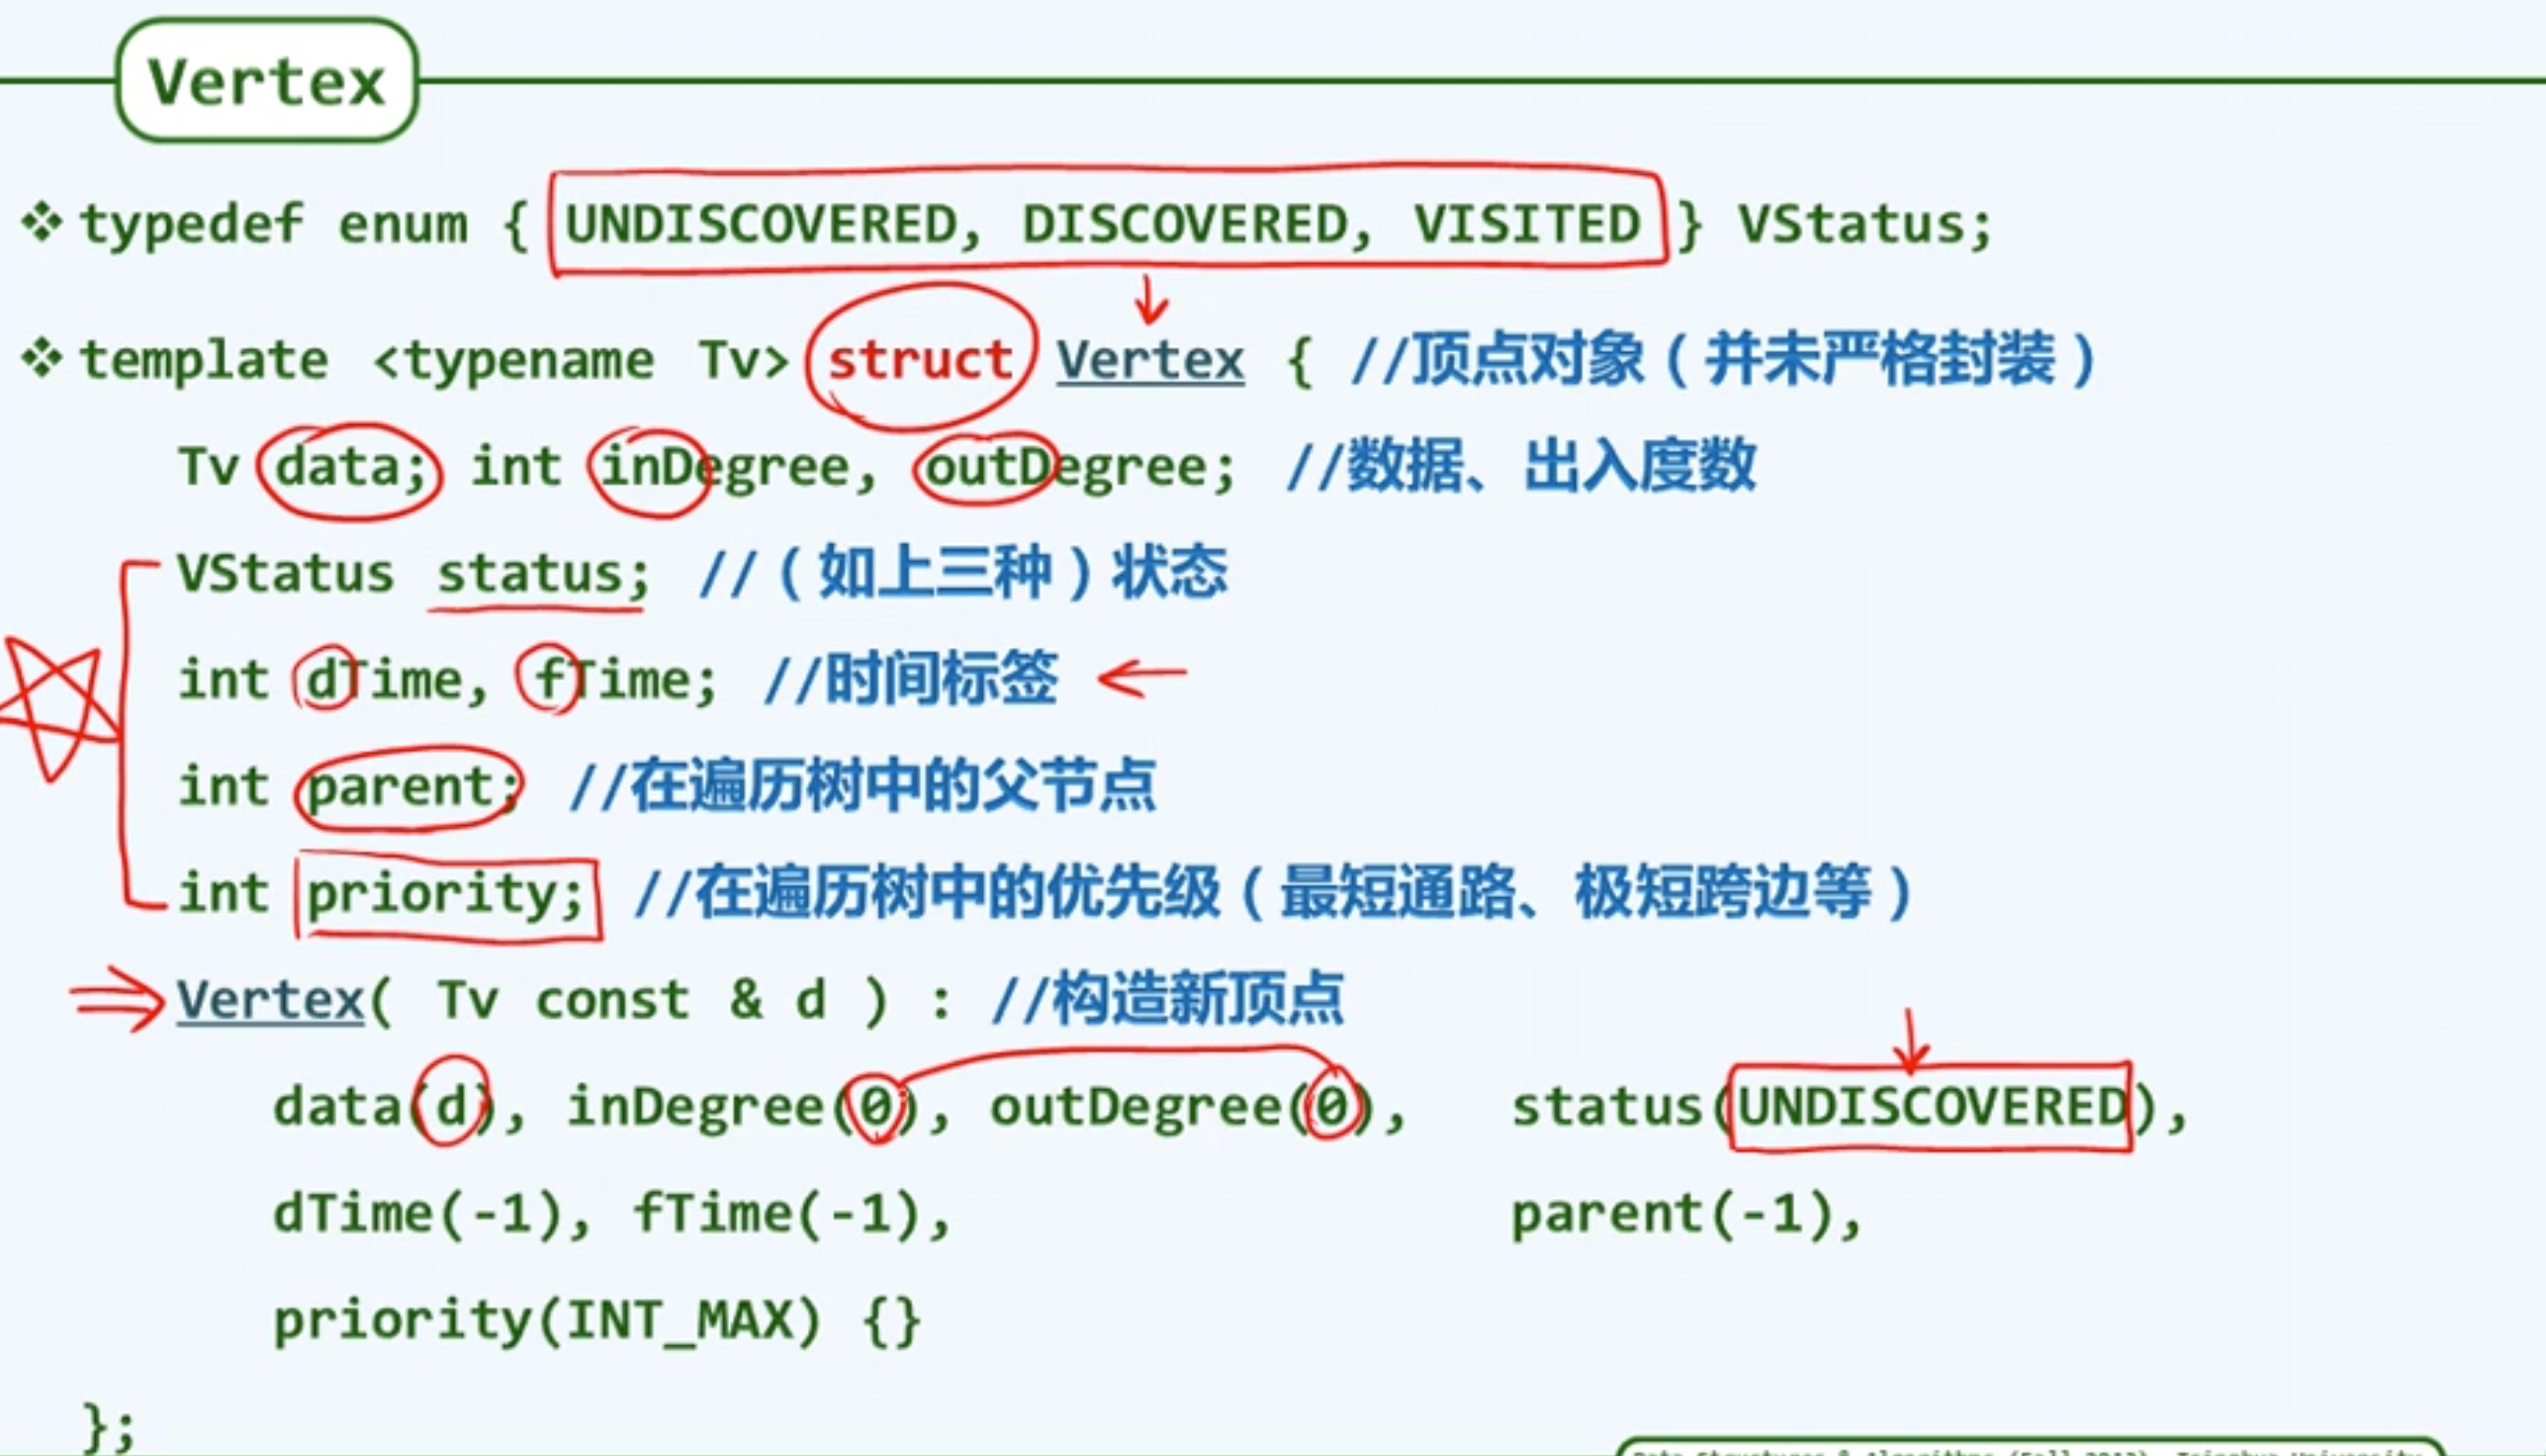 Vertex
typedef enum { UNDISCOVERED, DISCOVERED, VISITED } VStatus;
template <typename Tv> struct Vertex { //顶点对象（并未严格封装）
Tv data; int inDegree, outDegree; //数据、出入度数
VStatus status; //（如上三种）状态
int dTime, fTime; //时间标签
int parent; //在遍历树中的父节点
int priority; //在遍历树中的优先级（最短通路、极短跨边等）
Vertex( Tv const & d ) : //构造新顶点
data(d), inDegree(0), outDegree(0), status(UNDISCOVERED),
dTime(-1), fTime(-1), parent(-1),
priority(INT_MAX) {}
};